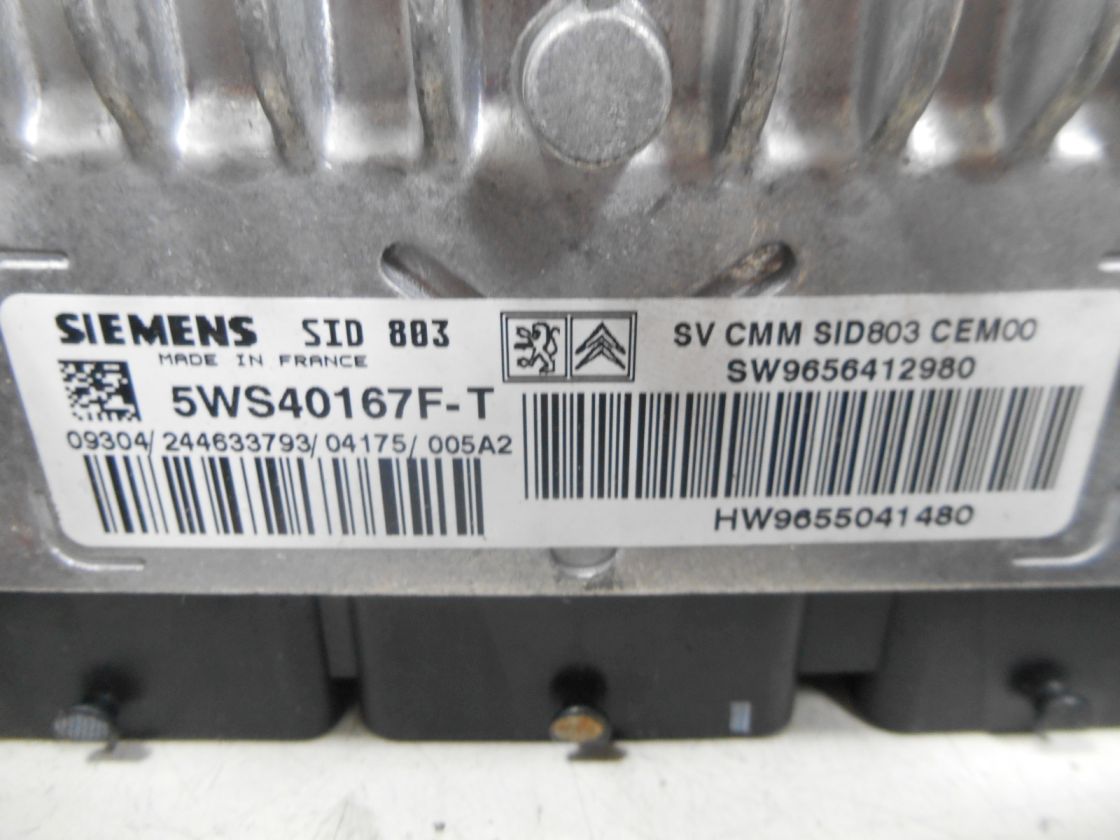 SIEMENS SID 803
MADE IN FRANCE
5WS40167F-T
09304/244633793/04175/005A2
SV CMM SID803 CEM00
SW9656412980
HW9655041480